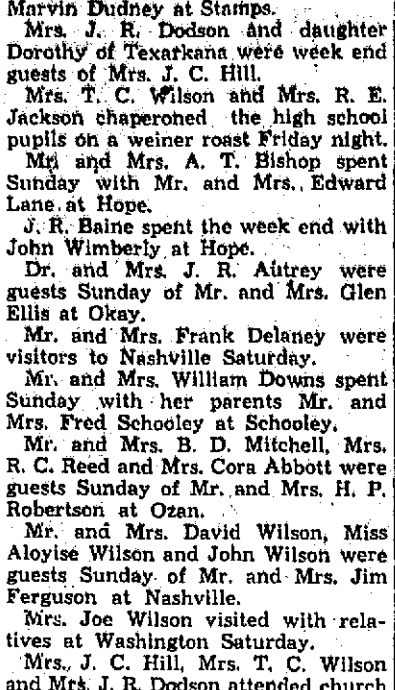 Marvin Dudney at Stamps.
Mrs. J. R. Dodson and daughter
Dorothy of Texarkana were week end
guests of Mrs. J. C. Hill.
Mrs. T. C. Wilson and Mrs. R. E.
Jackson chaperoned the high school
pupils on a weiner roast Friday night.
Mr. and Mrs. A. T. Bishop spent
Sunday with Mr. and Mrs. Edward
Lane at Hope.
J. R. Baine spent the week end with
John Wimberly at Hope.
Dr. and Mrs. J. R. Autrey were
guests Sunday of Mr. and Mrs. Glen
Ellis at Okay.
Mr. and Mrs. Frank Delaney were
visitors to Nashville Saturday.
Mr. and Mrs. William Downs spent
Sunday with her parents Mr. and
Mrs. Fred Schooley at Schooley.
Mr. and Mrs. B. D. Mitchell, Mrs.
R. C. Reed and Mrs. Cora Abbott were
guests Sunday of Mr. and Mrs. H. P.
Robertson at Ozan.
Mr. and Mrs. David Wilson, Miss
Aloyise Wilson and John Wilson were
guests Sunday of Mr. and Mrs. Jim
Ferguson at Nashville.
Mrs. Joe Wilson visited with rela-
tives at Washington Saturday.
Mrs. J. C. Hill, Mrs. T. C. Wilson
and Mrs. J. R. Dodson attended church